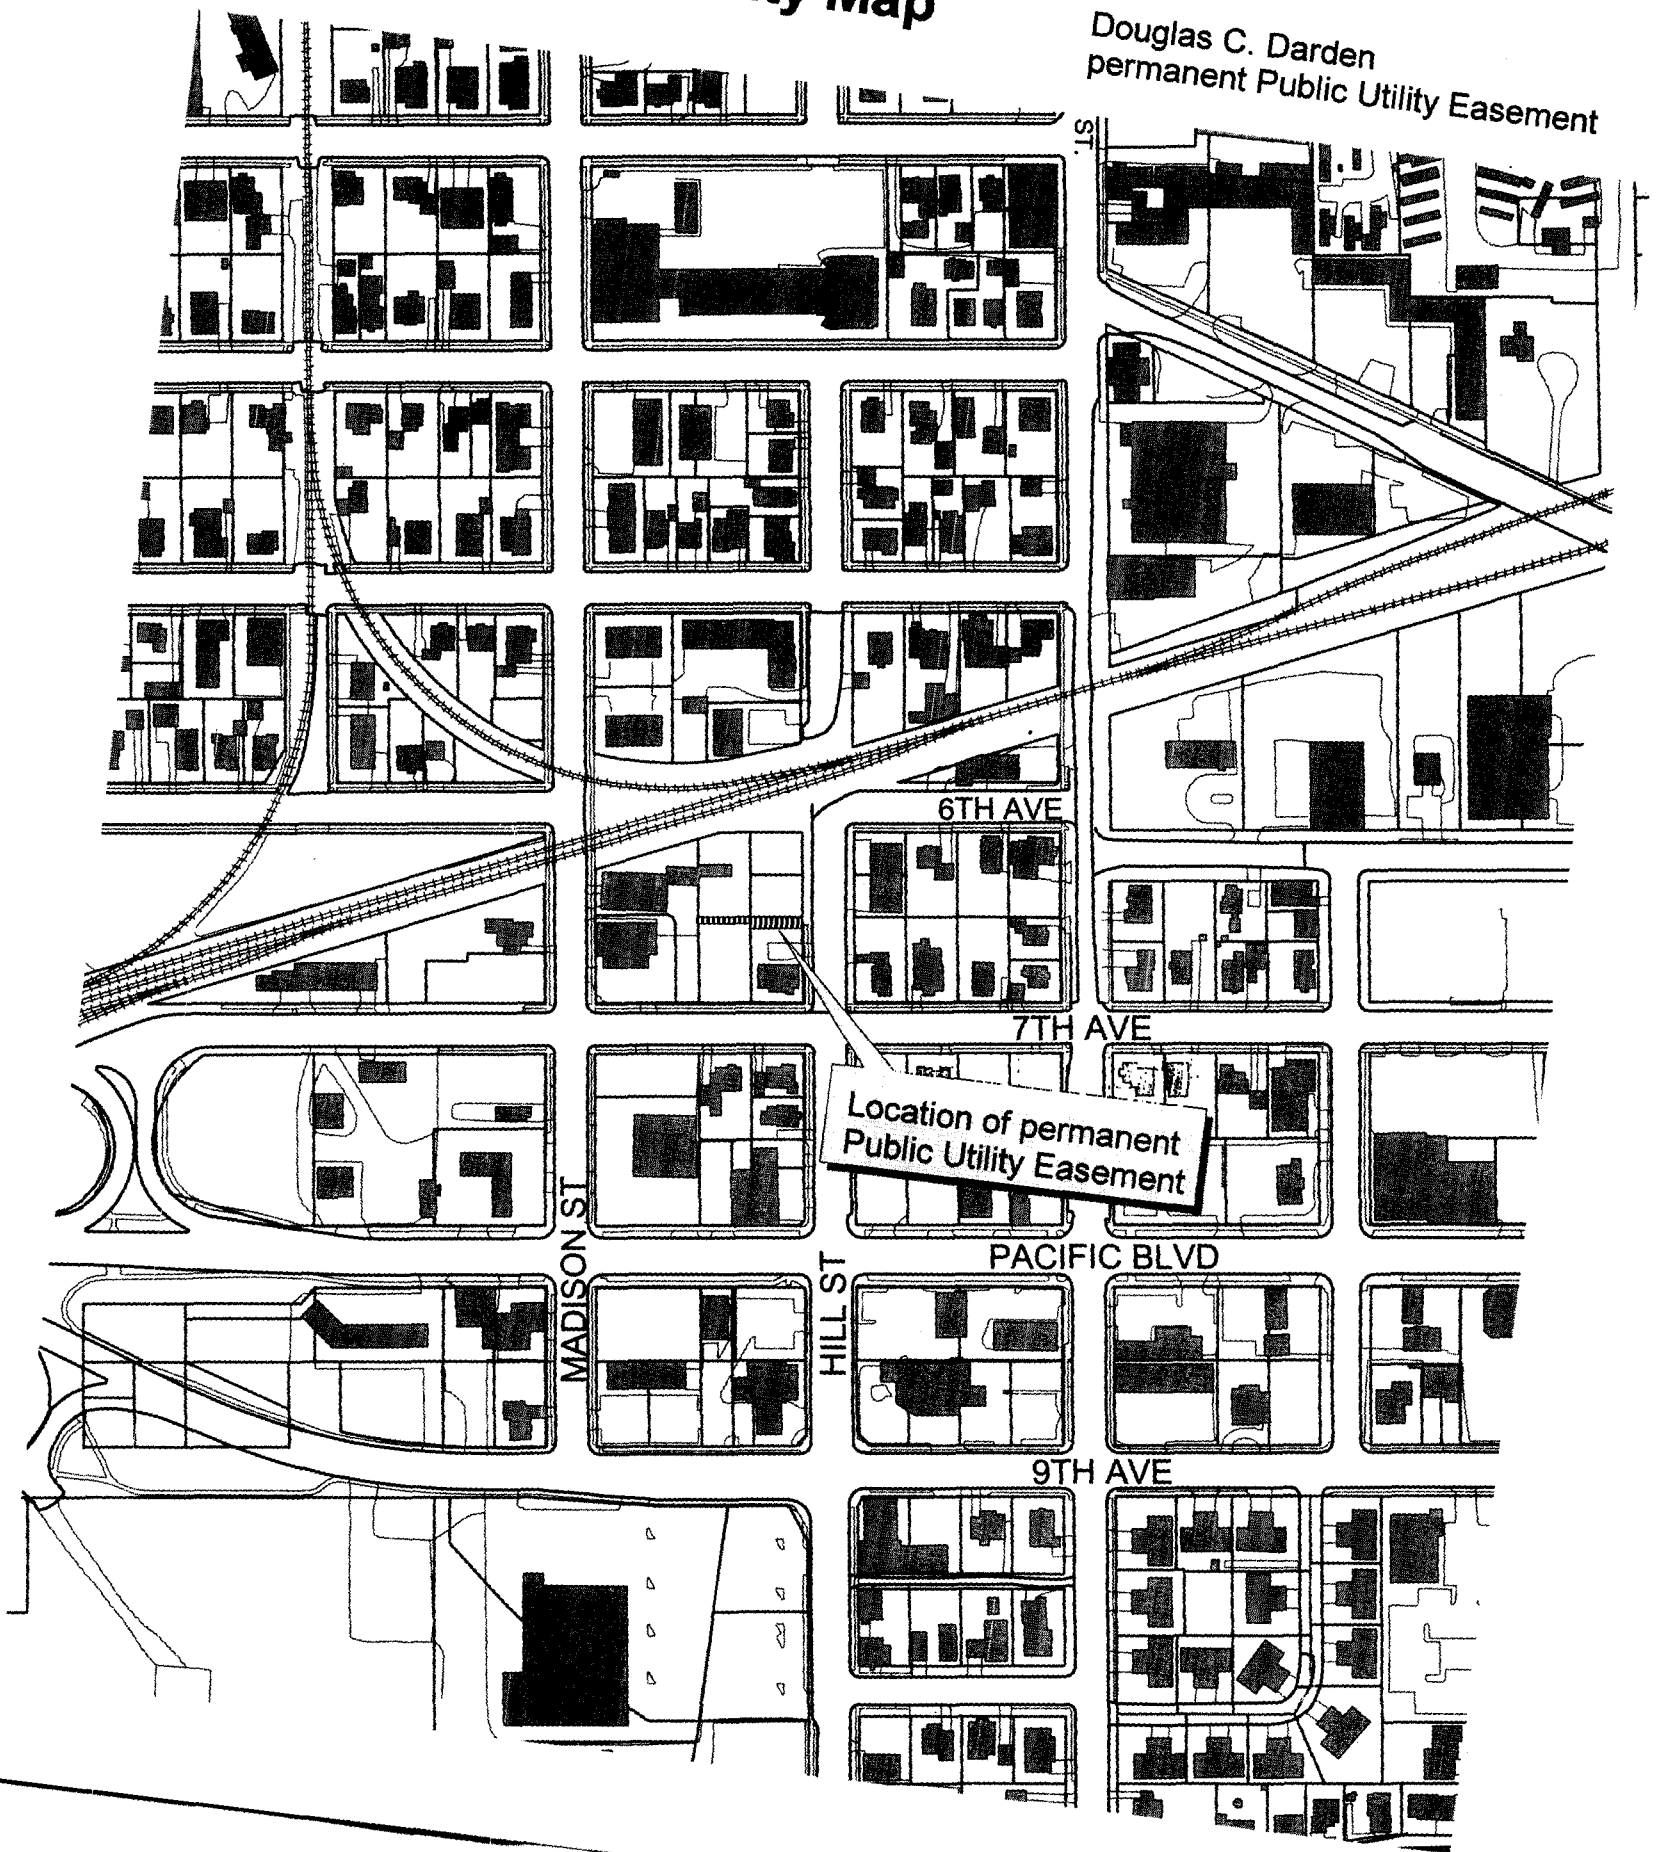 Map
Douglas C. Darden
permanent Public Utility Easement
ST.
6TH AVE
7TH AVE
Location of permanent
Public Utility Easement
MADISON ST
HILL ST
PACIFIC BLVD
9TH AVE